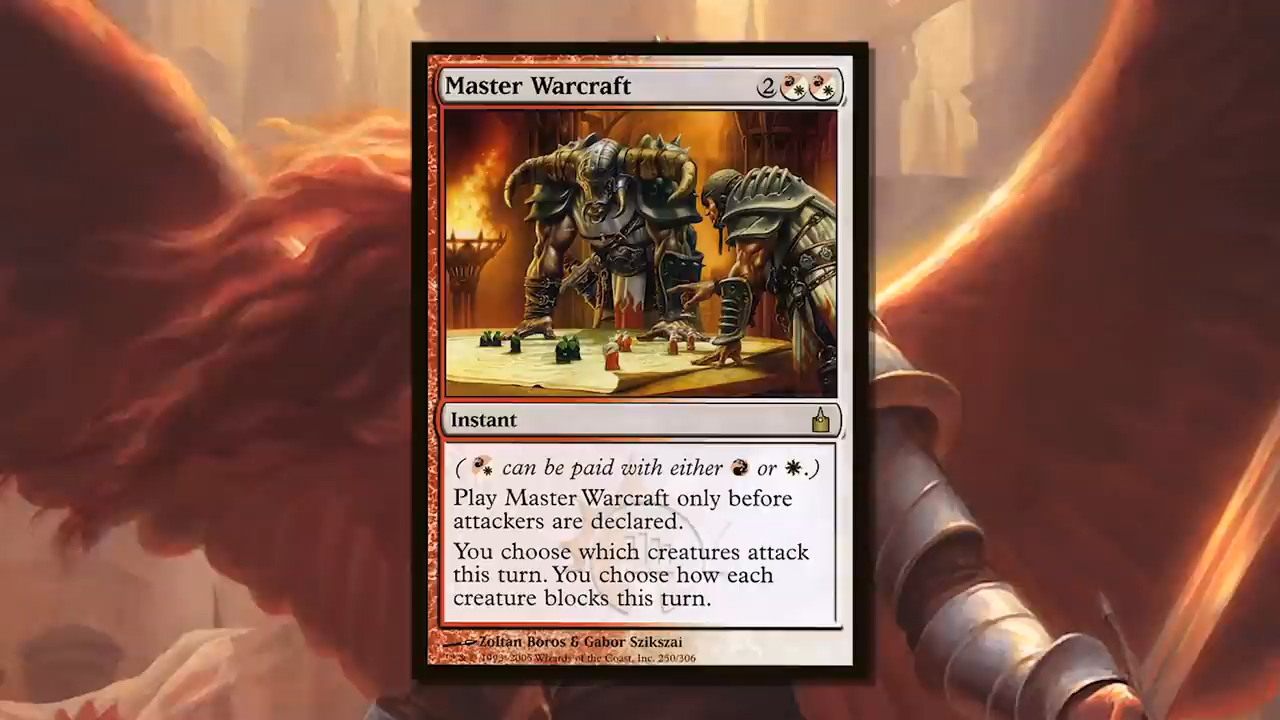 Master Warcraft 2
Instant
( can be paid with either or .)
Play Master Warcraft only before
attackers are declared.
You choose which creatures attack
this turn. You choose how each
creature blocks this turn.
Zoltan Boros & Gabor Szikszai
™ & © 1993-2005 Wizards of the Coast, Inc. 250/306